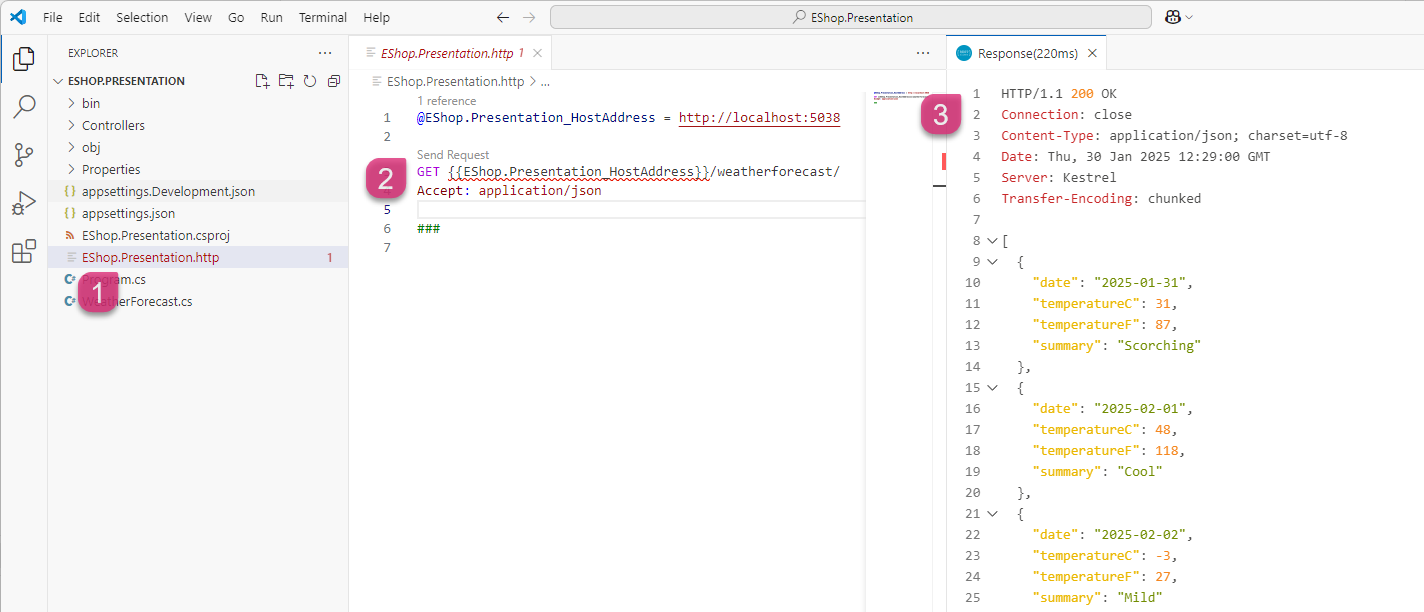 File Edit Selection View Go Run Terminal Help
EShop.Presentation
EXPLORER
ESHOP.PRESENTATION
bin
Controllers
obj
Properties
{} appsettings.Development.json
{} appsettings.json
EShop.Presentation.csproj
EShop.Presentation.http 1
C# Program.cs
C# WeatherForecast.cs
1
EShop.Presentation.http 1
EShop.Presentation.http > ...
1 reference
1 @EShop.Presentation_HostAddress = http://localhost:5038
2
Send Request
GET {{EShop.Presentation_HostAddress}}/weatherforecast/
Accept: application/json
5
6 ###
7
2
Response(220ms)
3
1 HTTP/1.1 200 OK
2 Connection: close
3 Content-Type: application/json; charset=utf-8
4 Date: Thu, 30 Jan 2025 12:29:00 GMT
5 Server: Kestrel
6 Transfer-Encoding: chunked
7
8 [
9 {
10 "date": "2025-01-31",
11 "temperatureC": 31,
12 "temperatureF": 87,
13 "summary": "Scorching"
14 },
15 {
16 "date": "2025-02-01",
17 "temperatureC": 48,
18 "temperatureF": 118,
19 "summary": "Cool"
20 },
21 {
22 "date": "2025-02-02",
23 "temperatureC": -3,
24 "temperatureF": 27,
25 "summary": "Mild"